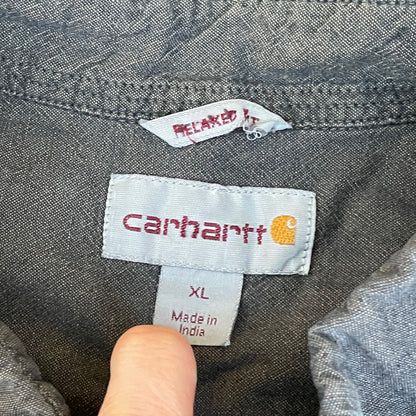 RELAXED FIT
carhartt
XL
Made in
India